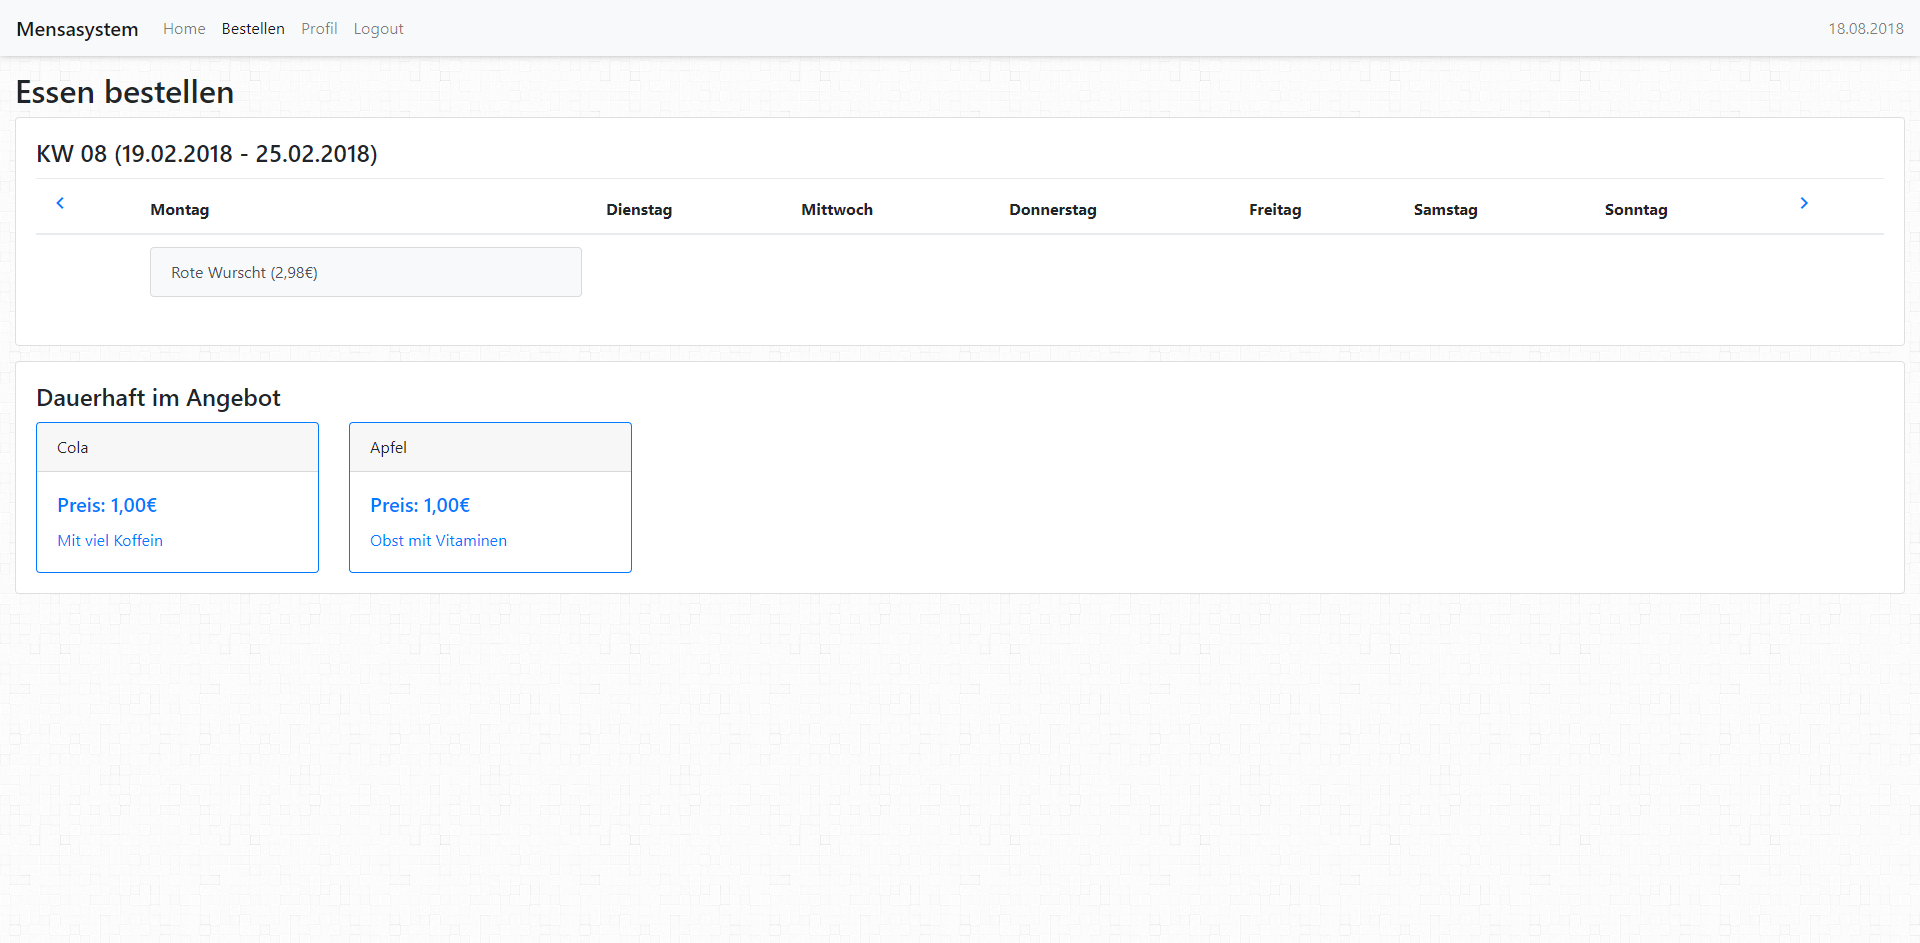 Mensasystem Home Bestellen Profil Logout 18.08.2018
Essen bestellen
KW 08 (19.02.2018 - 25.02.2018)
Montag Dienstag Mittwoch Donnerstag Freitag Samstag Sonntag
Rote Wurscht (2,98€)
Dauerhaft im Angebot
Cola Apfel
Preis: 1,00€ Preis: 1,00€
Mit viel Koffein Obst mit Vitaminen